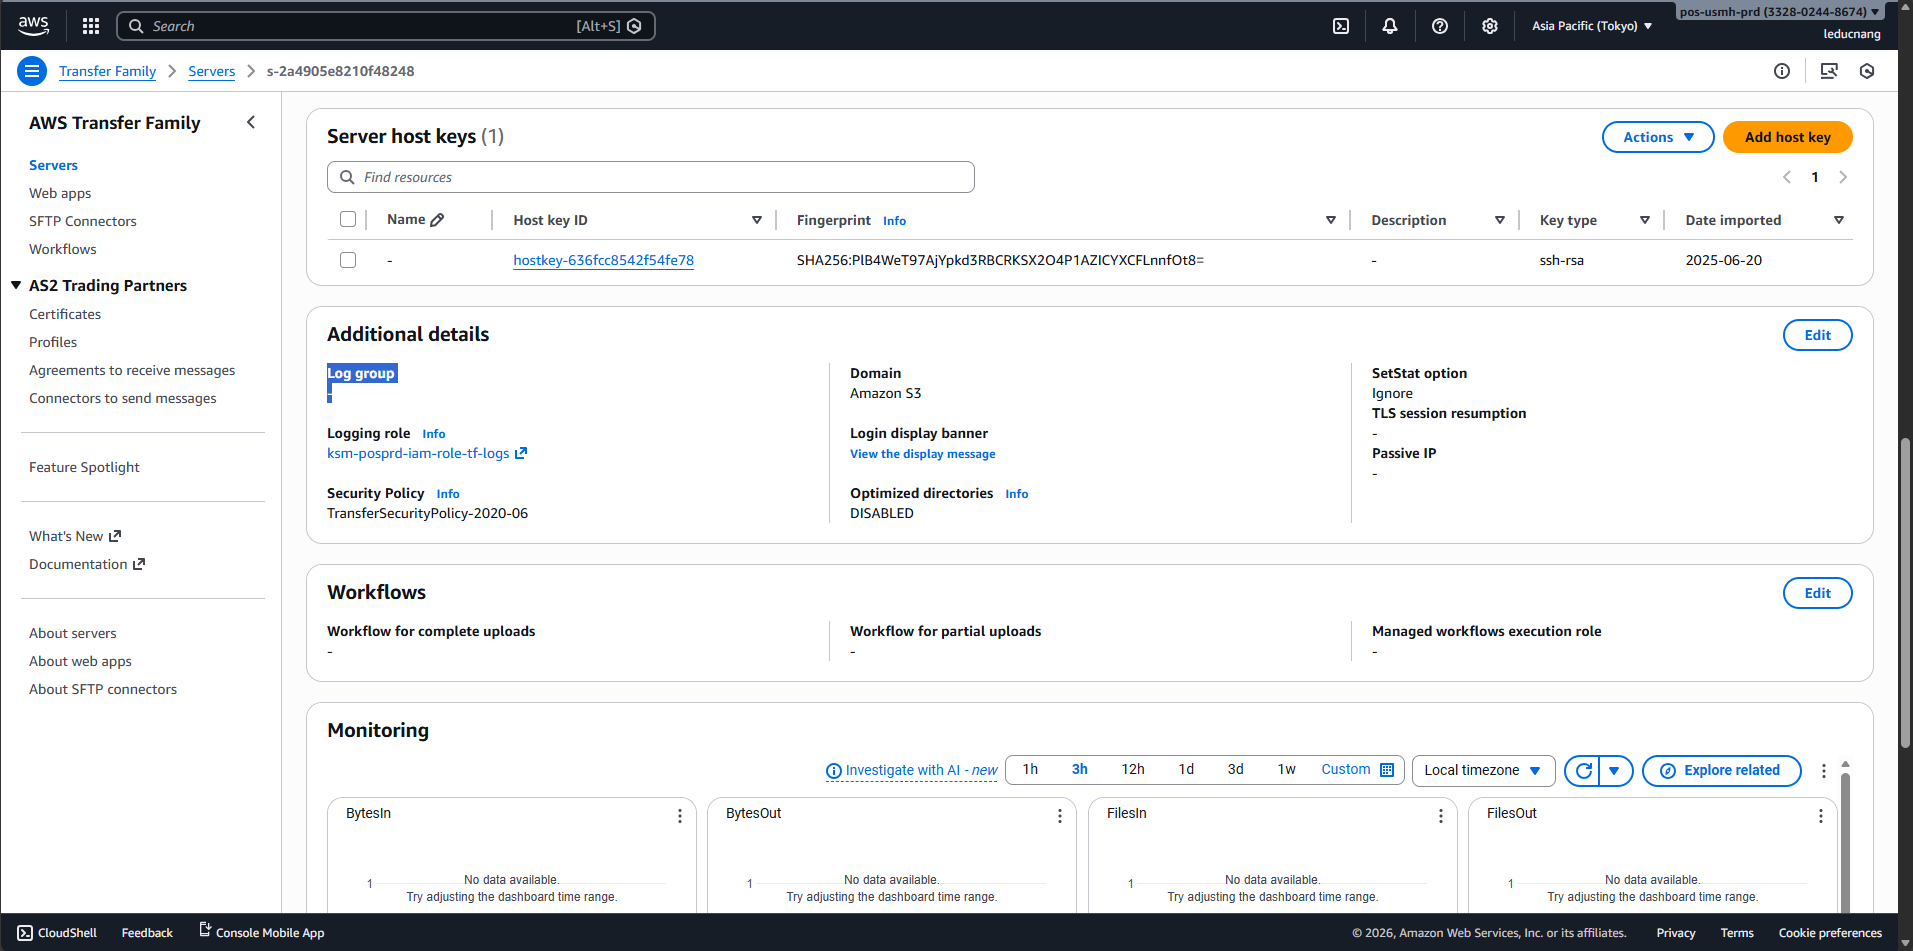 aws
Search
[Alt+S]
Asia Pacific (Tokyo)
pos-usmh-prd (3328-0244-8674)
leducnang
Transfer Family
Servers
s-2a4905e8210f48248
AWS Transfer Family
Servers
Web apps
SFTP Connectors
Workflows
AS2 Trading Partners
Certificates
Profiles
Agreements to receive messages
Connectors to send messages
Feature Spotlight
What's New
Documentation
About servers
About web apps
About SFTP connectors
Server host keys (1)
Actions
Add host key
Find resources
1
Name
Host key ID
Fingerprint Info
Description
Key type
Date imported
-
hostkey-636fcc8542f54fe78
SHA256:PlB4WeT97AjYpkd3RBCRKSX2O4P1AZICYXCFLnnfOt8=
-
ssh-rsa
2025-06-20
Additional details
Edit
Log group
-
Logging role Info
ksm-posprd-iam-role-tf-logs
Security Policy Info
TransferSecurityPolicy-2020-06
Domain
Amazon S3
Login display banner
View the display message
Optimized directories Info
DISABLED
SetStat option
Ignore
TLS session resumption
-
Passive IP
-
Workflows
Edit
Workflow for complete uploads
-
Workflow for partial uploads
-
Managed workflows execution role
-
Monitoring
Investigate with AI - new
1h
3h
12h
1d
3d
1w
Custom
Local timezone
Explore related
BytesIn
1
No data available.
Try adjusting the dashboard time range.
BytesOut
1
No data available.
Try adjusting the dashboard time range.
FilesIn
1
No data available.
Try adjusting the dashboard time range.
FilesOut
1
No data available.
Try adjusting the dashboard time range.
CloudShell
Feedback
Console Mobile App
© 2026, Amazon Web Services, Inc. or its affiliates.
Privacy
Terms
Cookie preferences